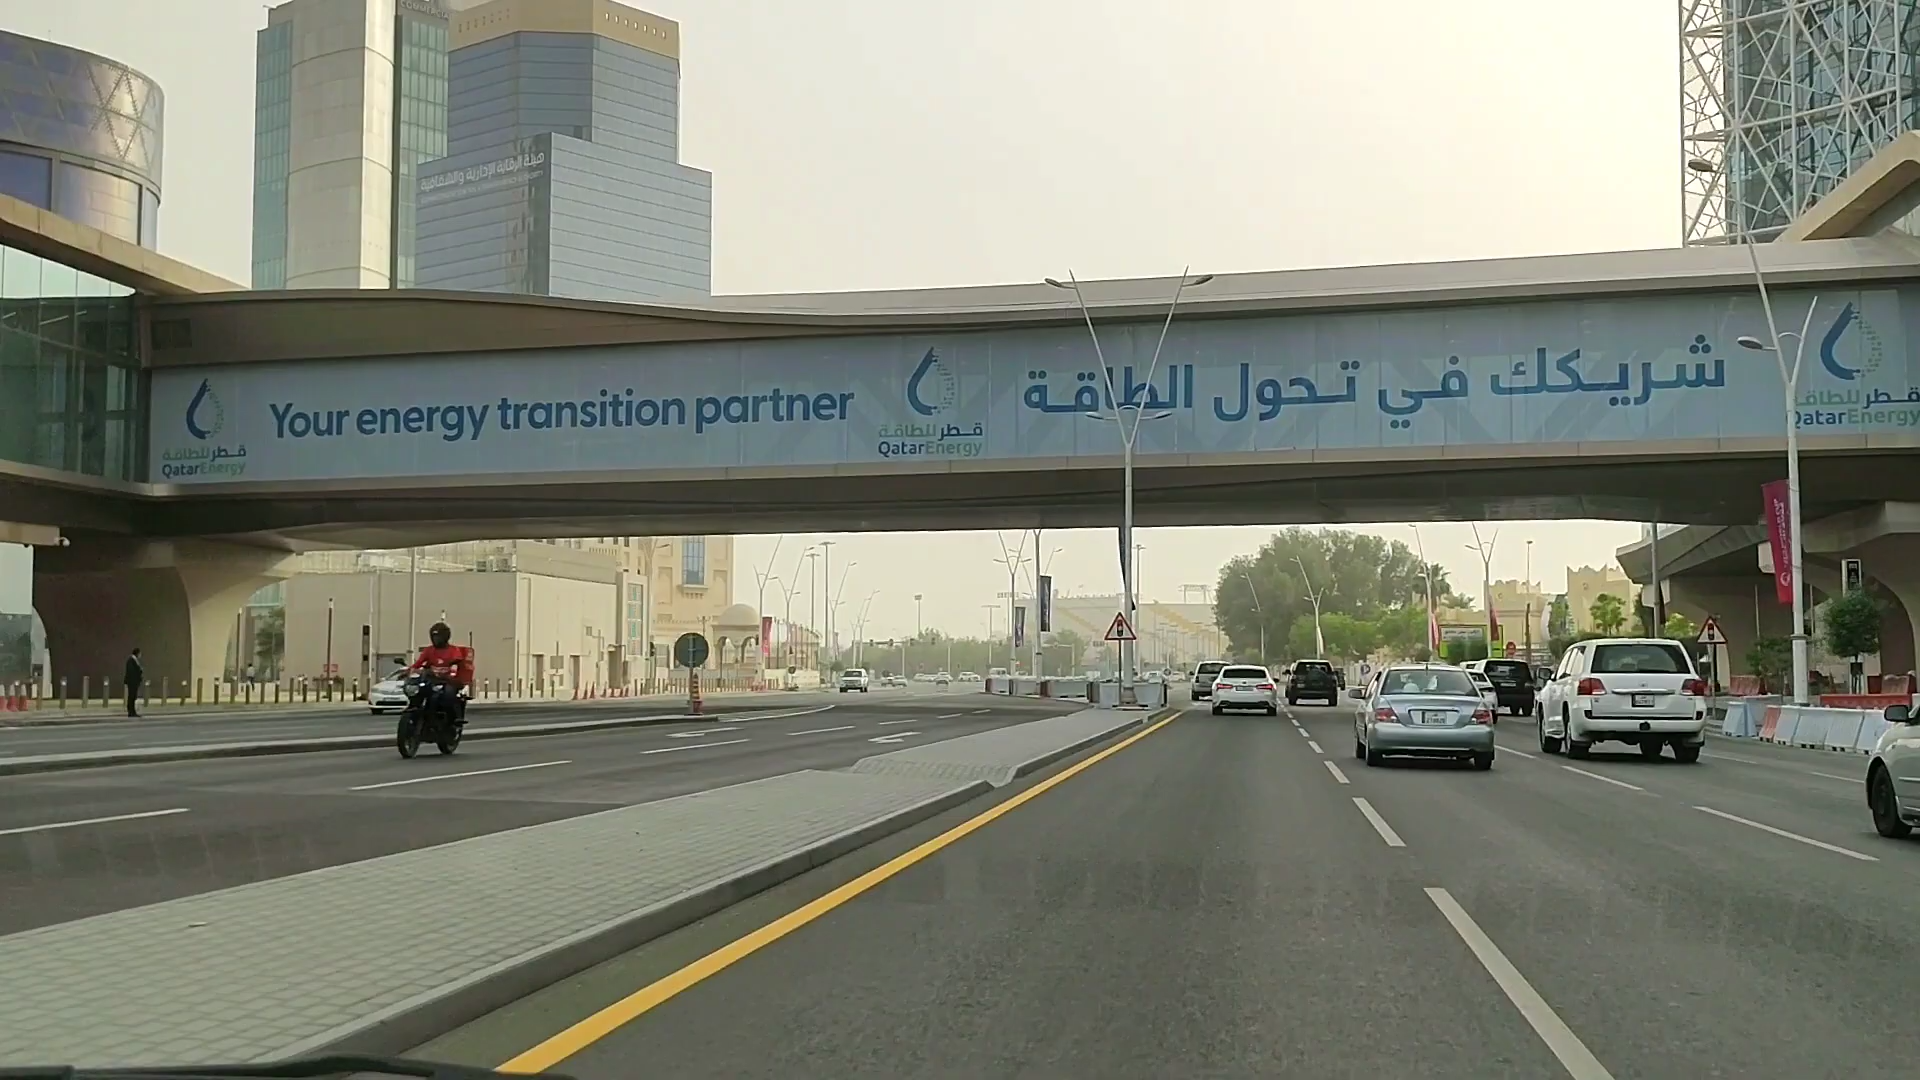 COMMERCIAL
هيئة الرقابة الإدارية والشفافية
Your energy transition partner
قطر للطاقة
QatarEnergy
قطر للطاقة
QatarEnergy
شريكك في تحول الطاقة
قطر للطاقة
QatarEnergy